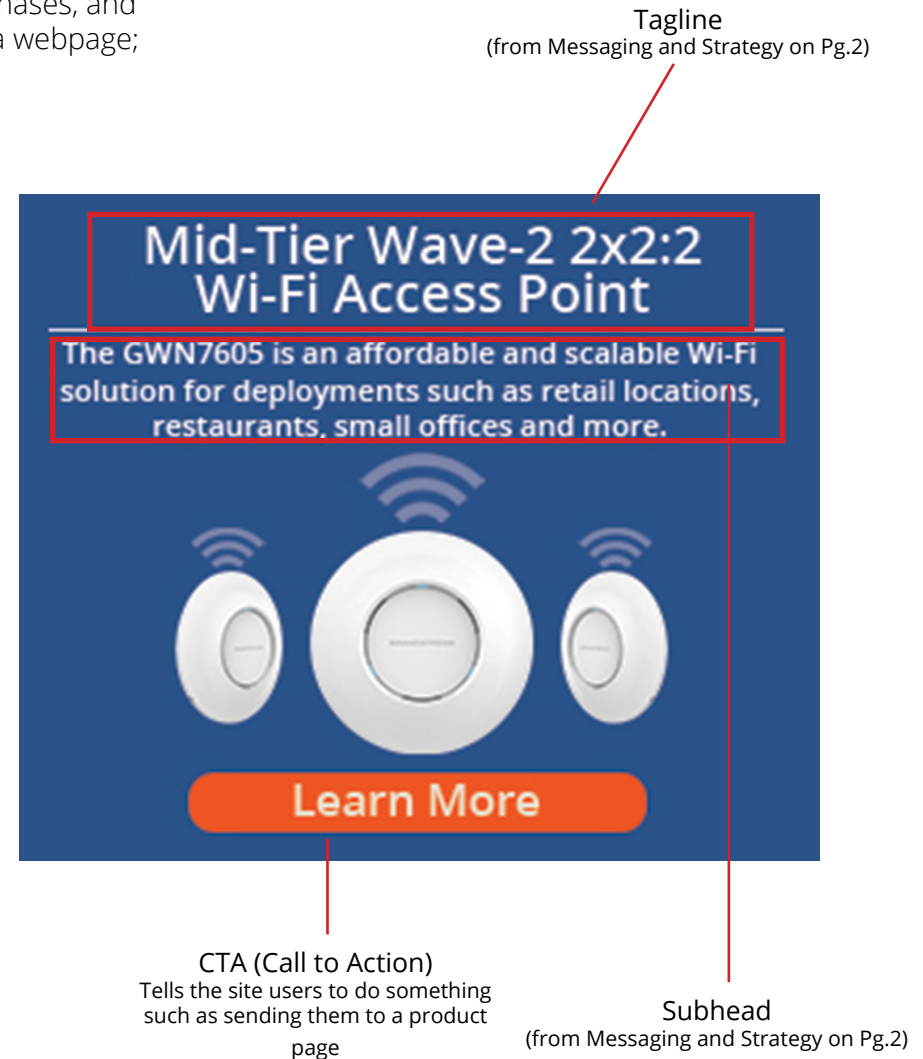 hases, and
a webpage;
Tagline
(from Messaging and Strategy on Pg.2)
Mid-Tier Wave-2 2x2:2
Wi-Fi Access Point
The GWN7605 is an affordable and scalable Wi-Fi
solution for deployments such as retail locations,
restaurants, small offices and more.
Learn More
CTA (Call to Action)
Tells the site users to do something
such as sending them to a product
page
Subhead
(from Messaging and Strategy on Pg.2)